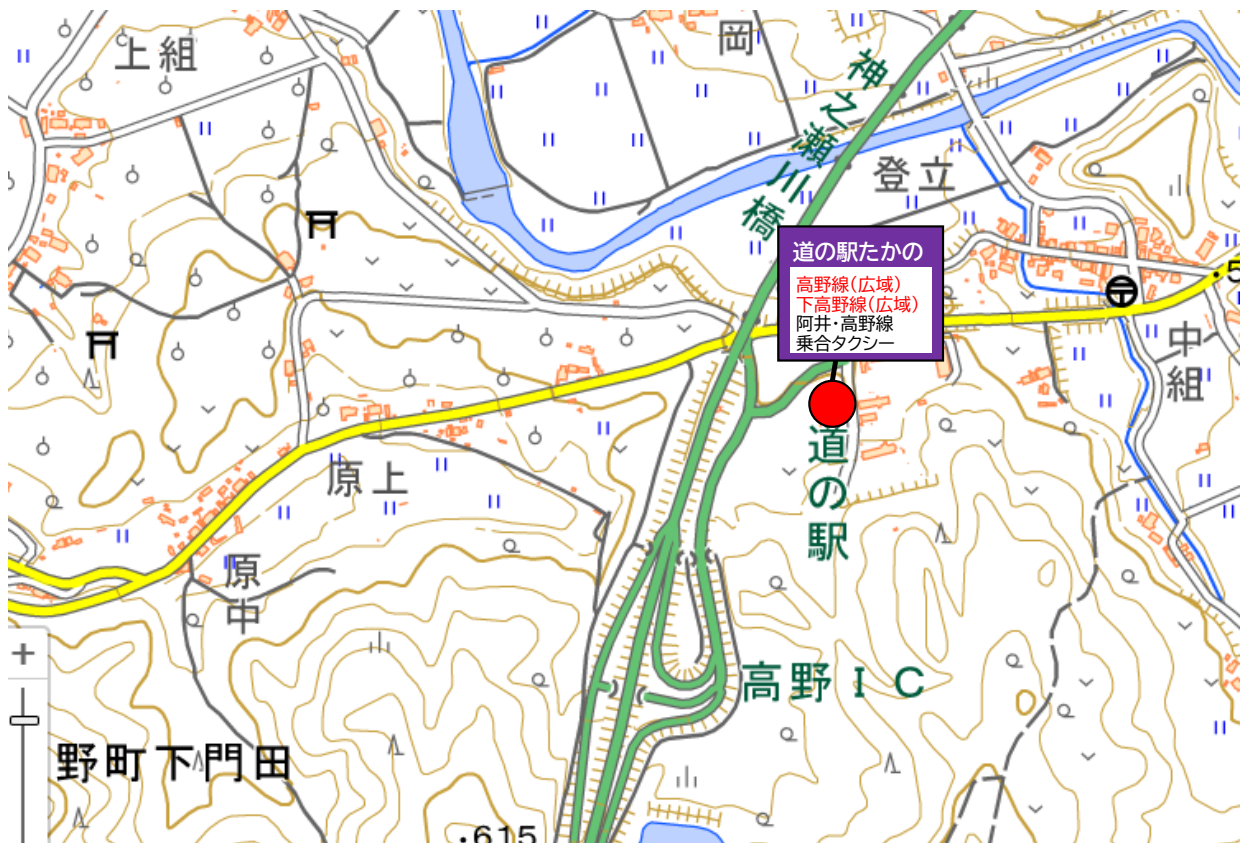 上組
岡
神之瀬川橋
登立
道の駅たかの
高野線(広域)
下高野線(広域)
阿井・高野線
乗合タクシー
・5
中組
道の駅
原上
原中
高野IC
野町下門田
・615
+